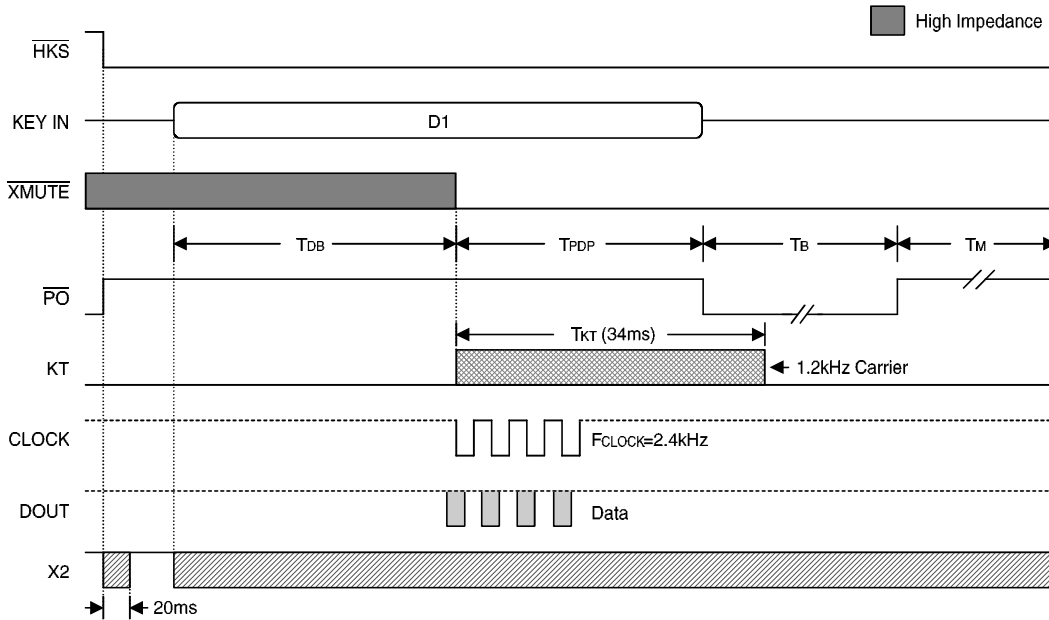 High Impedance
HKS
KEY IN
D1
XMUTE
TDB
TPDP
TB
TM
PO
TKT (34ms)
KT
1.2kHz Carrier
CLOCK
FCLOCK=2.4kHz
DOUT
Data
X2
20ms